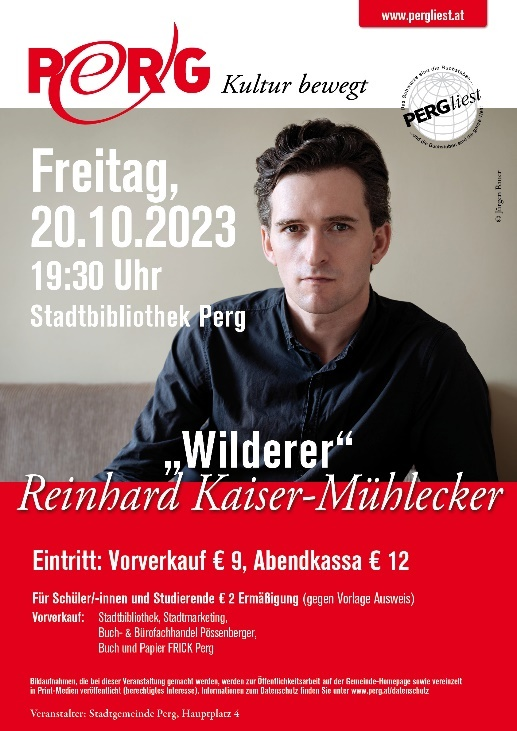 www.pergliest.at
PERG Kultur bewegt
PERGliest
© Jürgen Bauer
Freitag,
20.10.2023
19:30 Uhr
Stadtbibliothek Perg
„Wilderer“
Reinhard Kaiser-Mühlecker
Eintritt: Vorverkauf € 9, Abendkassa € 12
Für Schüler/-innen und Studierende € 2 Ermäßigung (gegen Vorlage Ausweis)
Vorverkauf: Stadtbibliothek, Stadtmarketing,
Buch- & Bürofachhandel Pössenberger,
Buch und Papier FRICK Perg
Bildaufnahmen, die bei dieser Veranstaltung gemacht werden, werden zur Öffentlichkeitsarbeit auf der Gemeinde-Homepage sowie vereinzelt
in Print-Medien veröffentlicht (berechtigtes Interesse). Informationen zum Datenschutz finden Sie unter www.perg.at/datenschutz
Veranstalter: Stadtgemeinde Perg, Hauptplatz 4